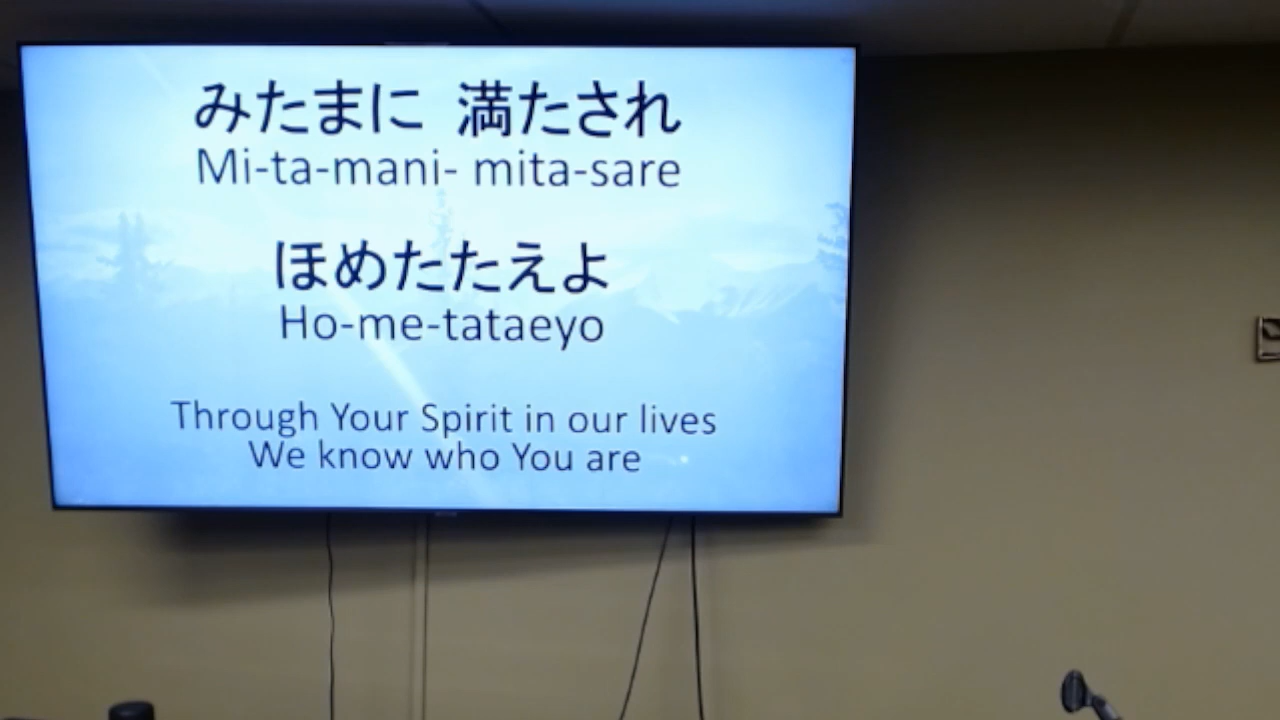 みたまに 満たされ
Mi-ta-mani- mita-sare
ほめたたえよ
Ho-me-tataeyo
Through Your Spirit in our lives
We know who You are